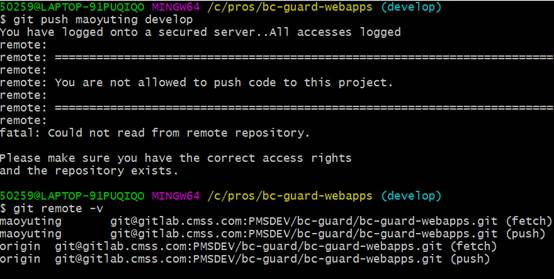 50259@LAPTOP-91PUQIQO MINGW64 /c/pros/bc-guard-webapps (develop)
$ git push maoyuting develop
You have logged onto a secured server..All accesses logged
remote:
remote: ========================================================================
remote:
remote: You are not allowed to push code to this project.
remote:
remote: ========================================================================
remote:
fatal: Could not read from remote repository.
Please make sure you have the correct access rights
and the repository exists.
50259@LAPTOP-91PUQIQO MINGW64 /c/pros/bc-guard-webapps (develop)
$ git remote -v
maoyuting       git@gitlab.cmss.com:PMSDEV/bc-guard/bc-guard-webapps.git (fetch)
maoyuting       git@gitlab.cmss.com:PMSDEV/bc-guard/bc-guard-webapps.git (push)
origin  git@gitlab.cmss.com:PMSDEV/bc-guard/bc-guard-webapps.git (fetch)
origin  git@gitlab.cmss.com:PMSDEV/bc-guard/bc-guard-webapps.git (push)